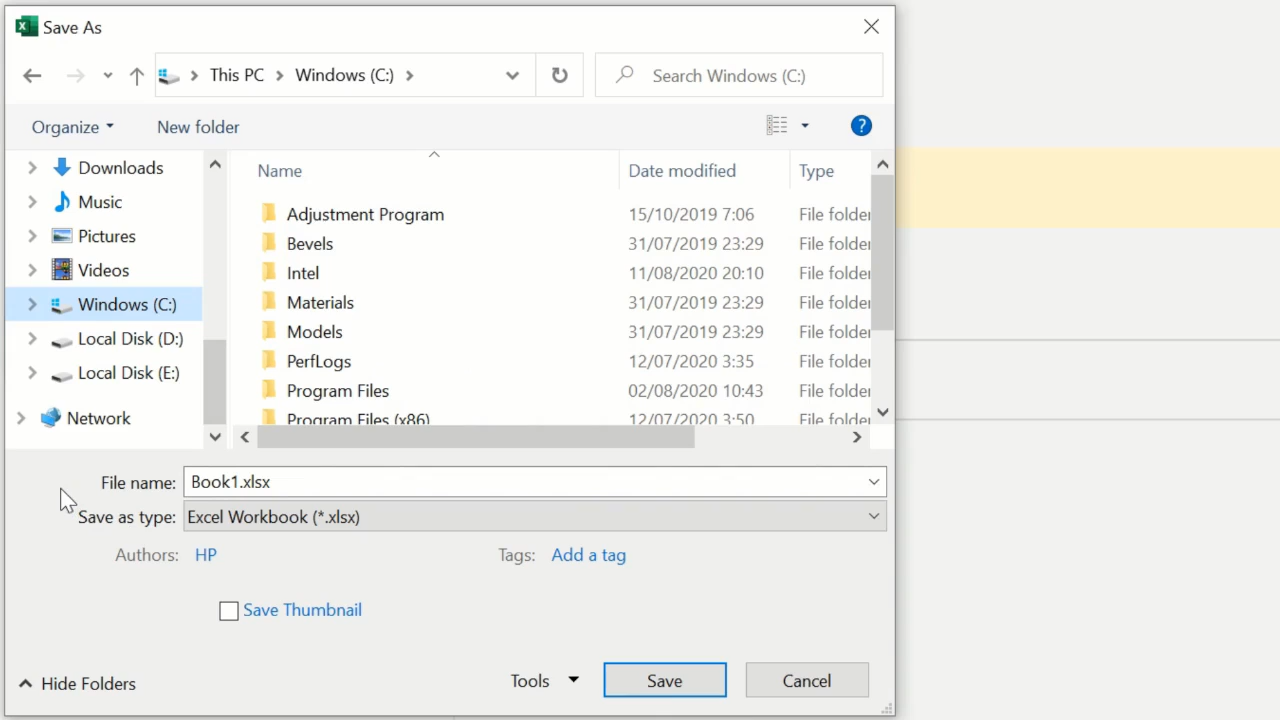 Save As
This PC > Windows (C:) >
Search Windows (C:)
Organize
New folder
?
Downloads
Music
Pictures
Videos
Windows (C:)
Local Disk (D:)
Local Disk (E:)
Network
Name Date modified Type
Adjustment Program 15/10/2019 7:06 File folder
Bevels 31/07/2019 23:29 File folder
Intel 11/08/2020 20:10 File folder
Materials 31/07/2019 23:29 File folder
Models 31/07/2019 23:29 File folder
PerfLogs 12/07/2020 3:35 File folder
Program Files 02/08/2020 10:43 File folder
Program Files (x86) 12/07/2020 3:50 File folder
File name: Book1.xlsx
Save as type: Excel Workbook (*.xlsx)
Authors: HP Tags: Add a tag
Save Thumbnail
Hide Folders
Tools Save Cancel